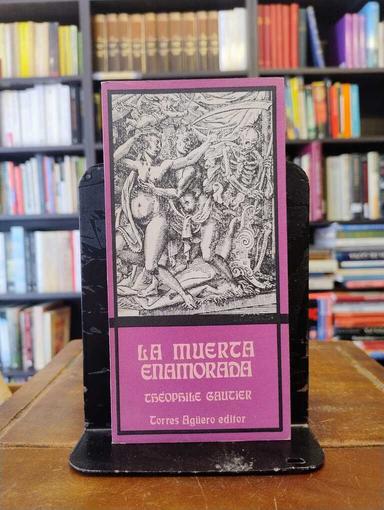 LA MUERTA
ENAMORADA
THÉOPHILE GAUTIER
Torres Agüero editor